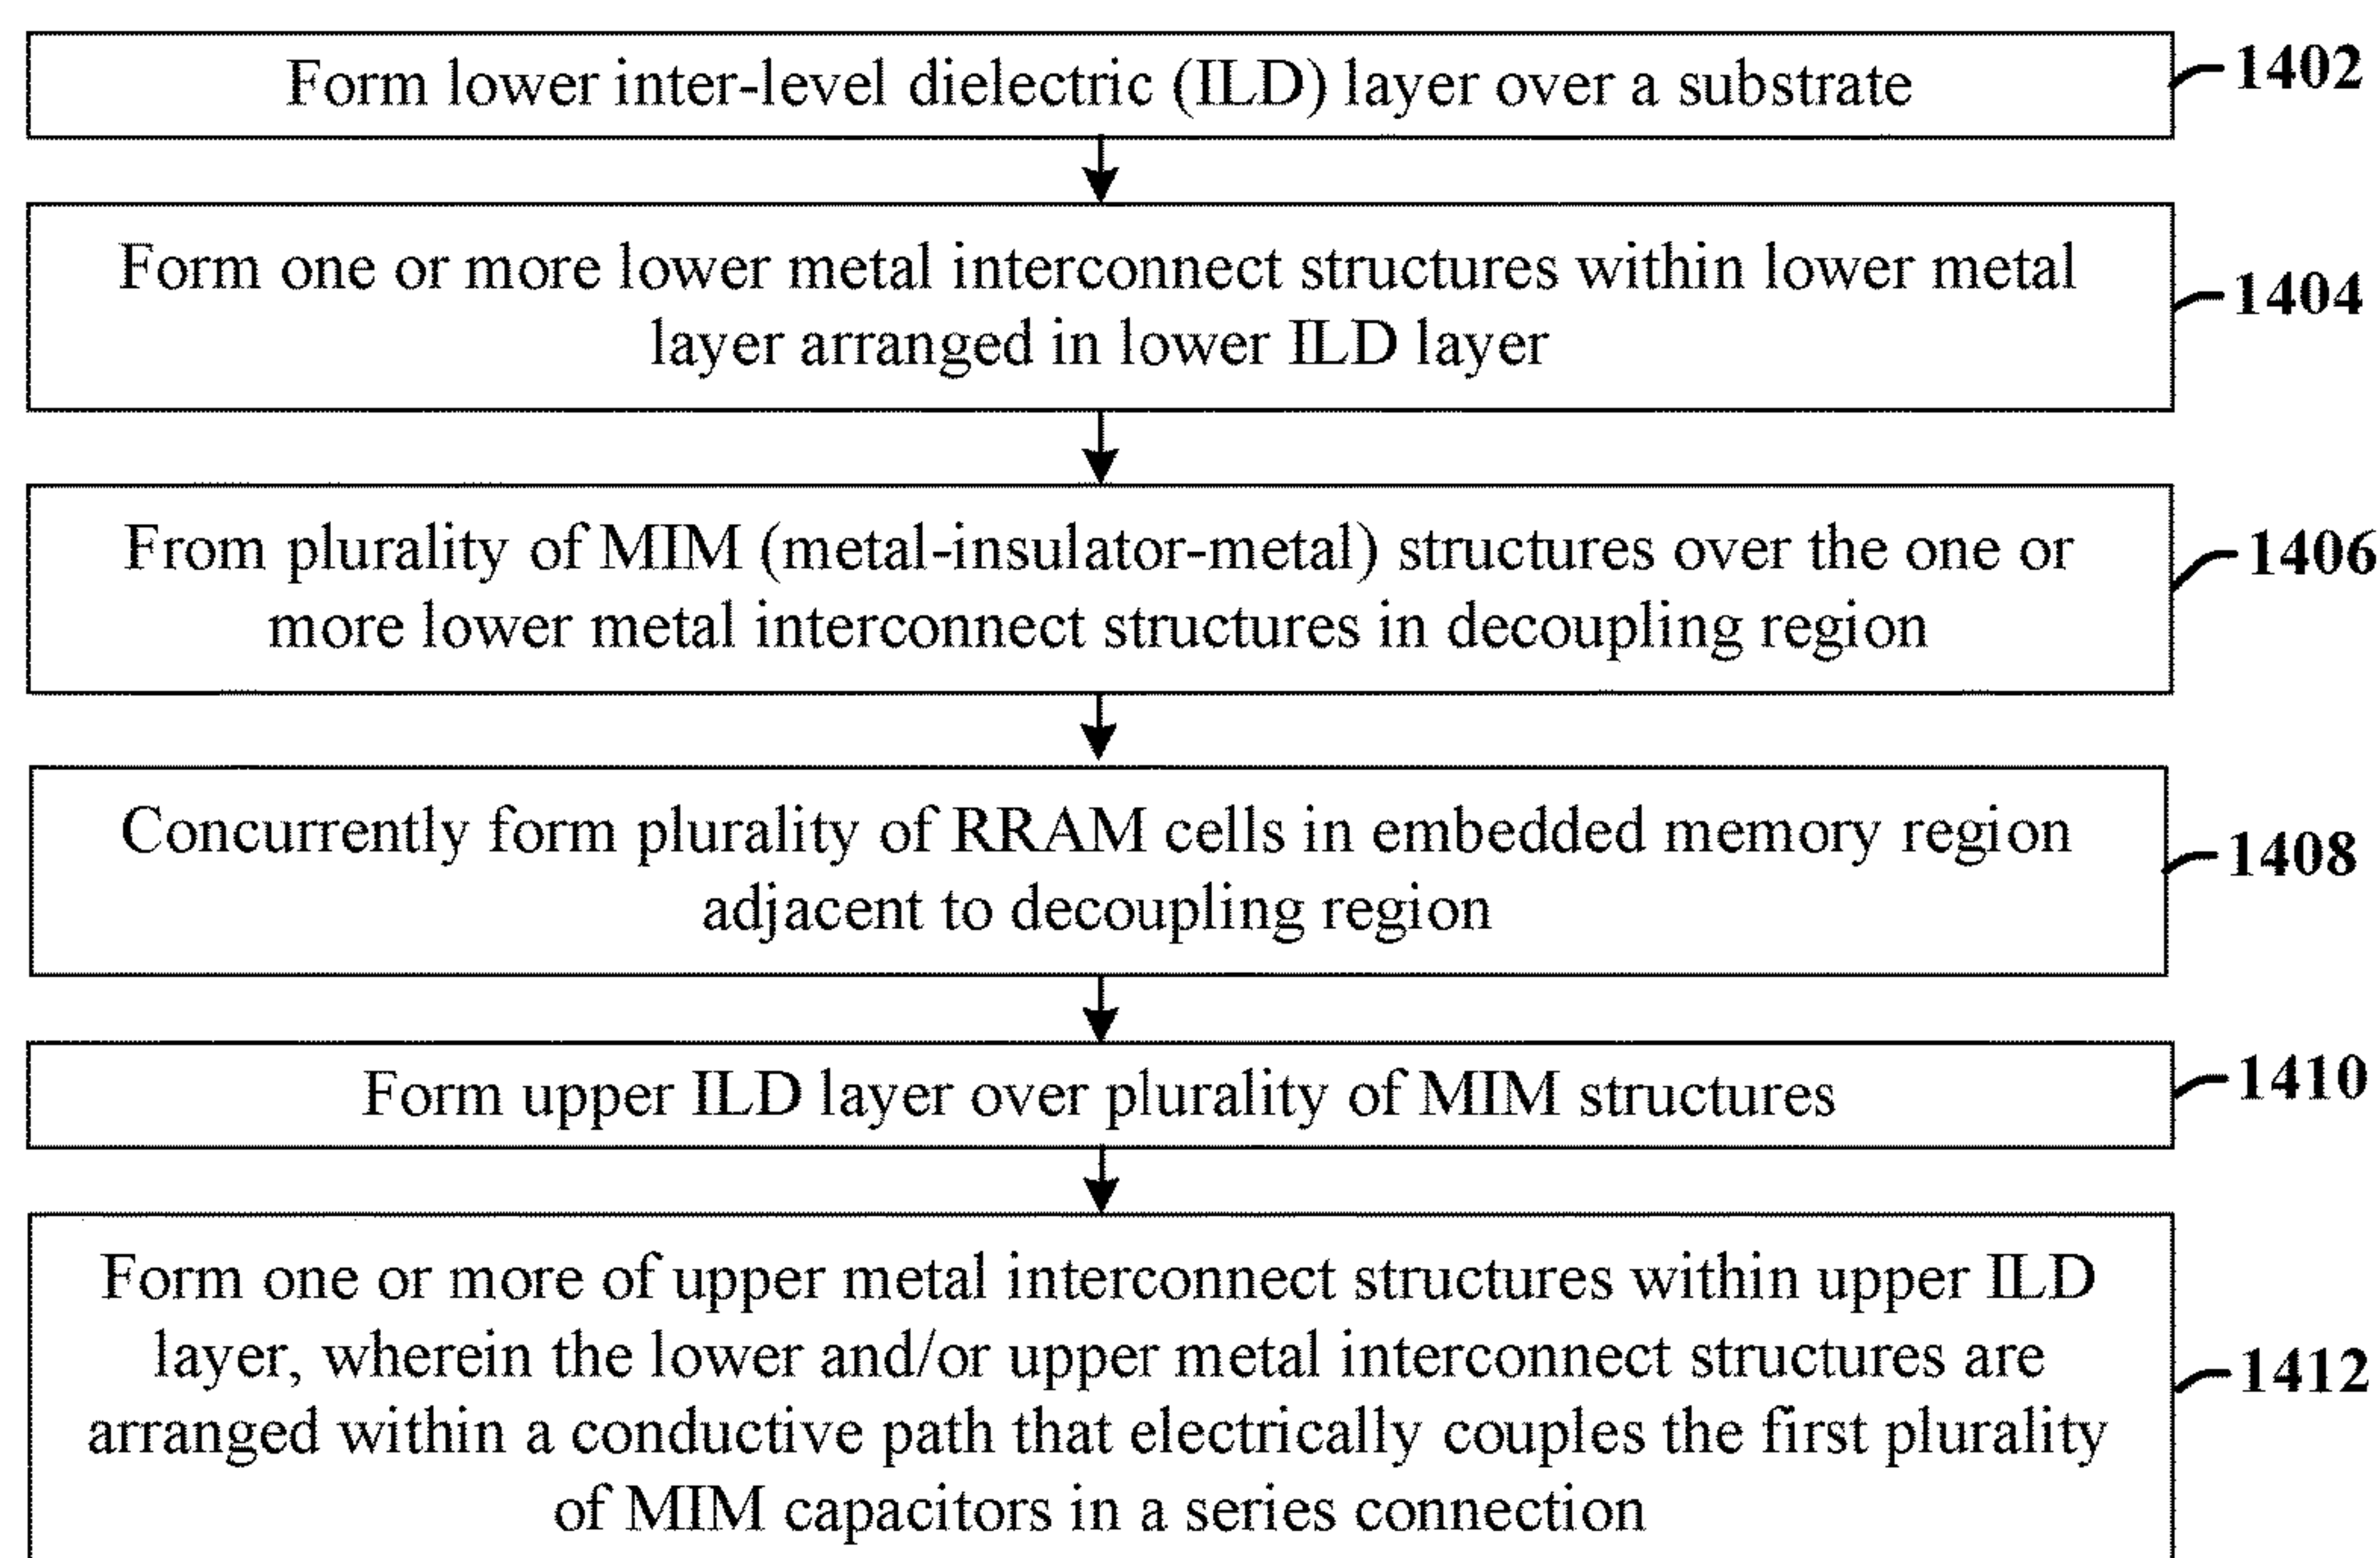 Form lower inter-level dielectric (ILD) layer over a substrate
1402
Form one or more lower metal interconnect structures within lower metal
layer arranged in lower ILD layer
1404
From plurality of MIM (metal-insulator-metal) structures over the one or
more lower metal interconnect structures in decoupling region
1406
Concurrently form plurality of RRAM cells in embedded memory region
adjacent to decoupling region
1408
Form upper ILD layer over plurality of MIM structures
1410
Form one or more of upper metal interconnect structures within upper ILD
layer, wherein the lower and/or upper metal interconnect structures are
arranged within a conductive path that electrically couples the first plurality
of MIM capacitors in a series connection
1412